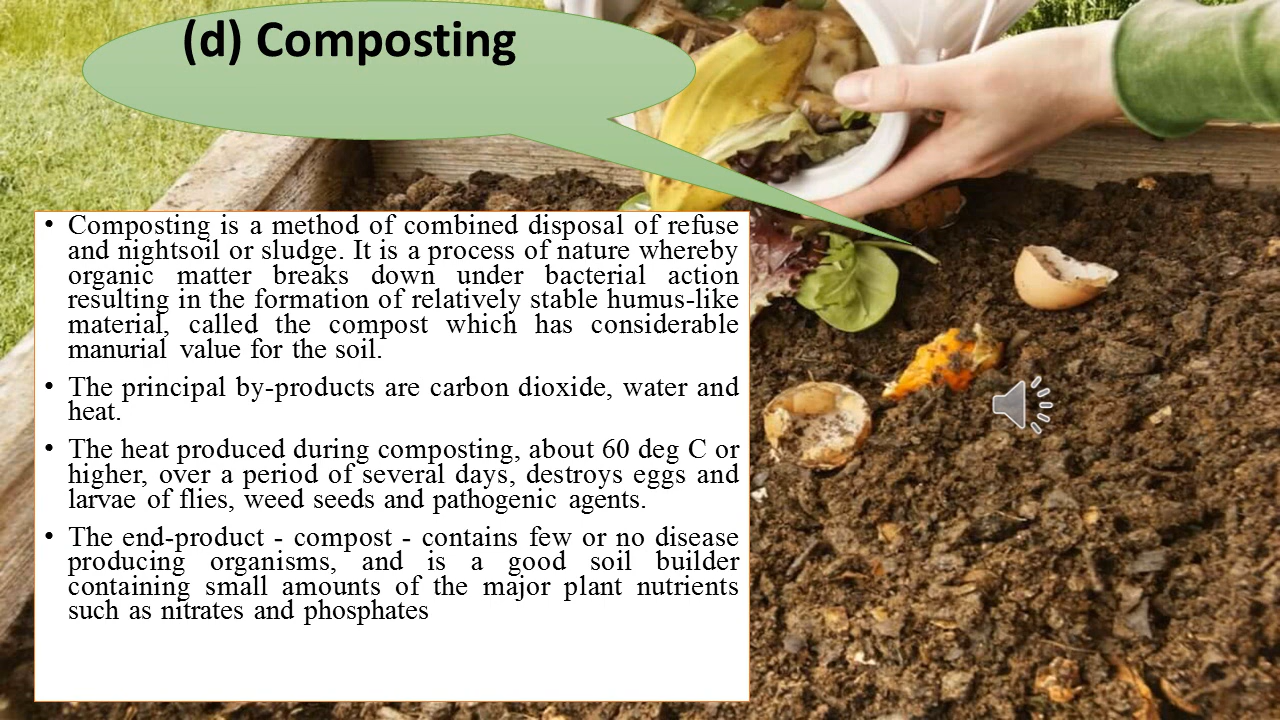 (d) Composting
• Composting is a method of combined disposal of refuse
and nightsoil or sludge. It is a process of nature whereby
organic matter breaks down under bacterial action
resulting in the formation of relatively stable humus-like
material, called the compost which has considerable
manurial value for the soil.
• The principal by-products are carbon dioxide, water and
heat.
• The heat produced during composting, about 60 deg C or
higher, over a period of several days, destroys eggs and
larvae of flies, weed seeds and pathogenic agents.
• The end-product - compost - contains few or no disease
producing organisms, and is a good soil builder
containing small amounts of the major plant nutrients
such as nitrates and phosphates